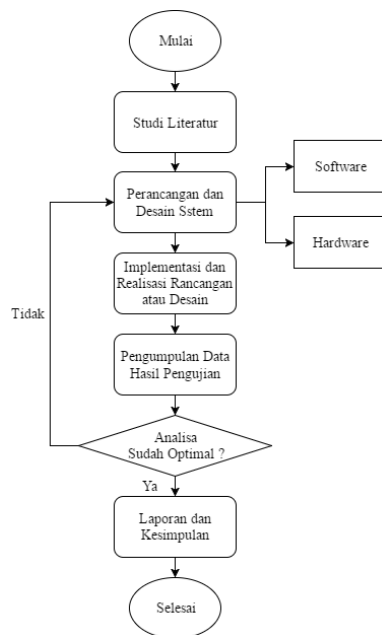 Mulai
Studi Literatur
Perancangan dan
Desain Sstem
Software
Hardware
Implementasi dan
Realisasi Rancangan
atau Desain
Tidak
Pengumpulan Data
Hasil Pengujian
Analisa
Sudah Optimal ?
Ya
Laporan dan
Kesimpulan
Selesai